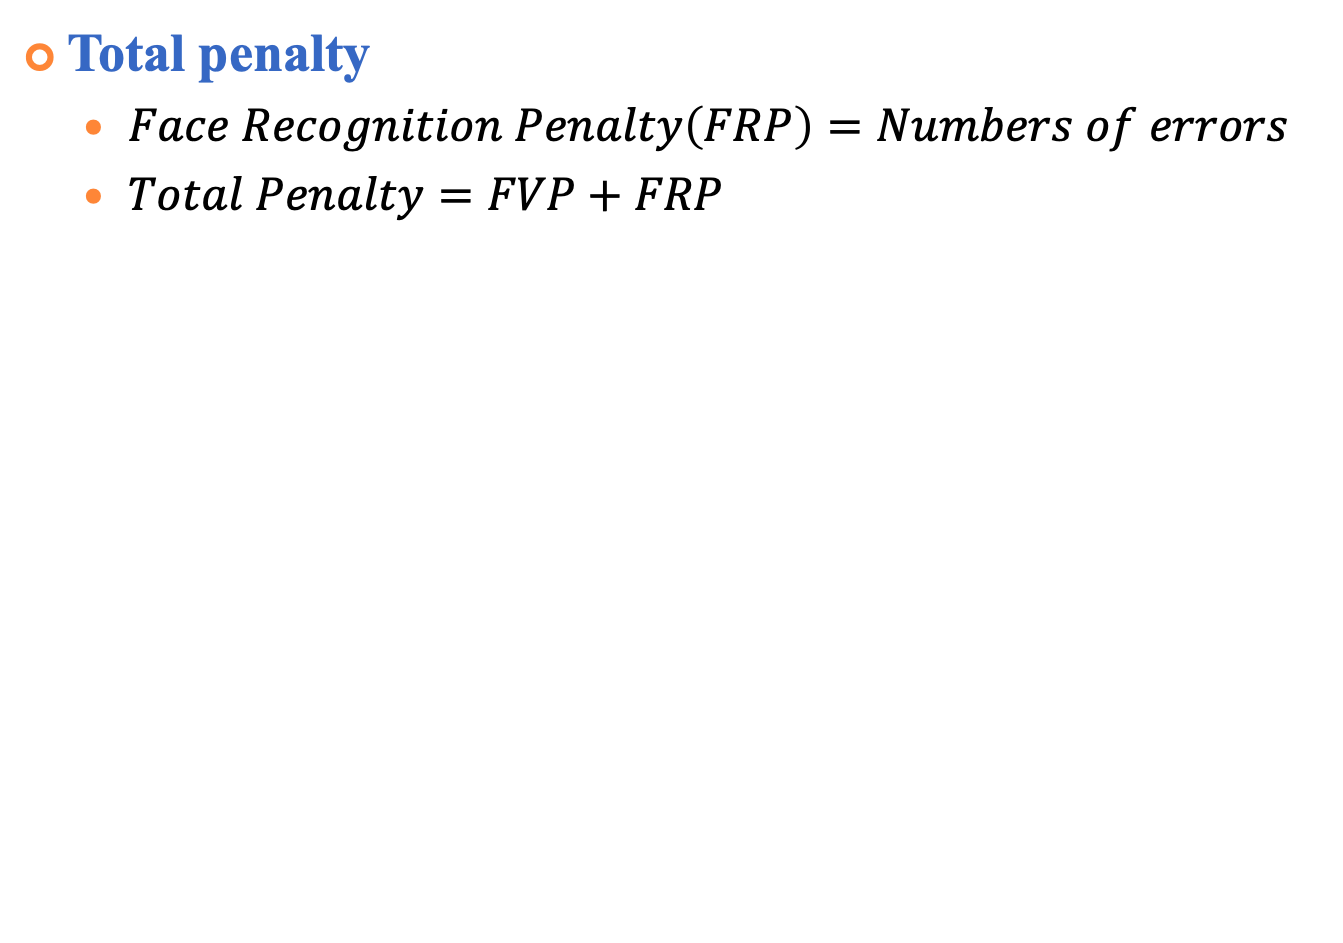 Total penalty
Face Recognition Penalty(FRP) = Numbers of errors
Total Penalty = FVP + FRP